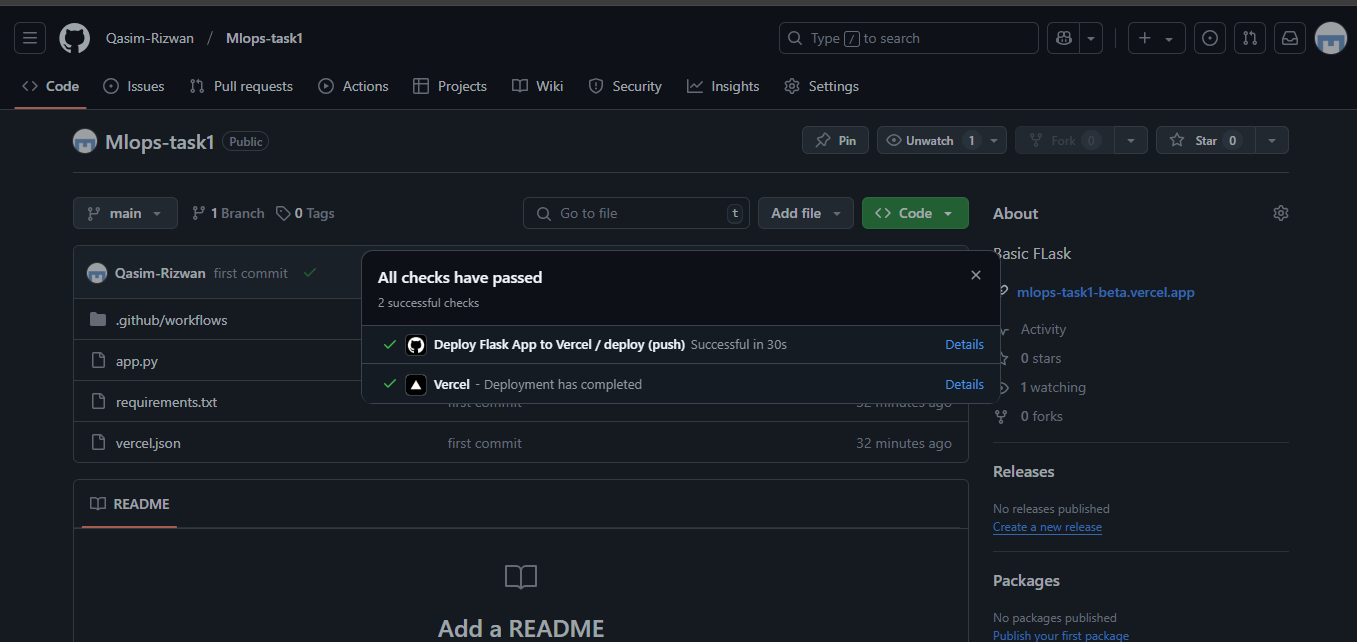 Qasim-Rizwan / Mlops-task1
Type / to search
Code Issues Pull requests Actions Projects Wiki Security Insights Settings
Mlops-task1 Public
Pin Unwatch 1 Fork 0 Star 0
main 1 Branch 0 Tags
Go to file t
Add file
Code
Qasim-Rizwan first commit
.github/workflows
app.py
requirements.txt first commit 32 minutes ago
vercel.json first commit 32 minutes ago
All checks have passed
2 successful checks
Deploy Flask App to Vercel / deploy (push) Successful in 30s Details
Vercel - Deployment has completed Details
README
Add a README
About
Basic FLask
mlops-task1-beta.vercel.app
Activity
0 stars
1 watching
0 forks
Releases
No releases published
Create a new release
Packages
No packages published
Publish your first package